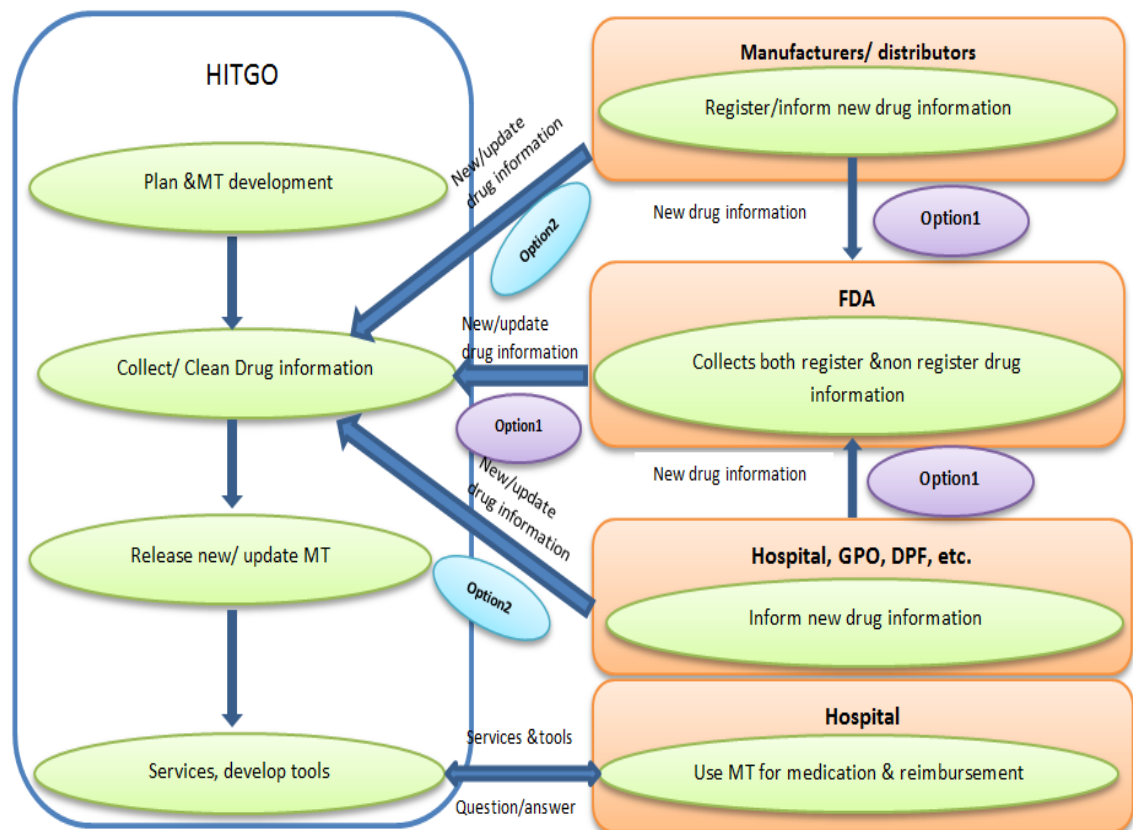 HITGO
Plan &MT development
Collect/ Clean Drug information
Release new/ update MT
Services, develop tools
New/update
drug information
Option2
New/update
drug information
Option1
New/update
drug information
Option2
Services &tools
Question/answer
Manufacturers/ distributors
Register/inform new drug information
New drug information
Option1
FDA
Collects both register &non register drug
information
New drug information
Option1
Hospital, GPO, DPF, etc.
Inform new drug information
Hospital
Use MT for medication & reimbursement